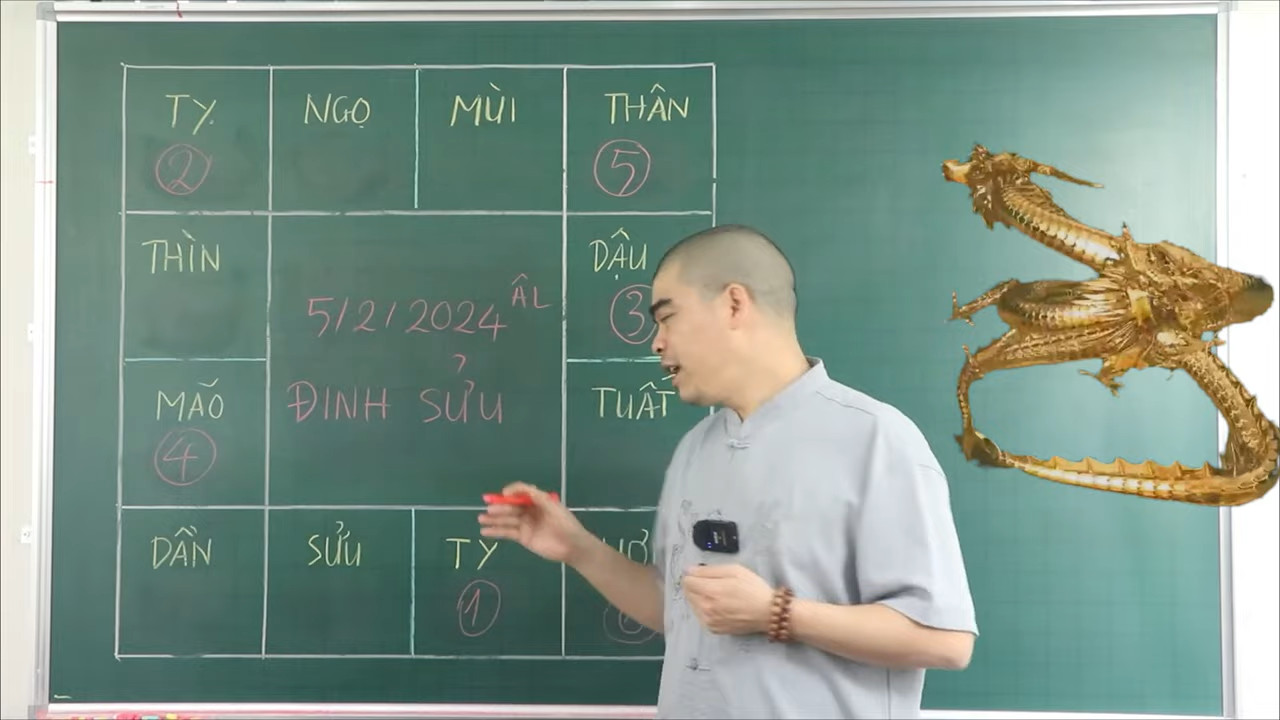 TỴ NGỌ MÙI THÂN
② ⑤
THÌN DẬU
5/2/2024 ÂL ③
ĐINH SỬU
MÃO TUẤT
④
DẦN SỬU TÝ
①